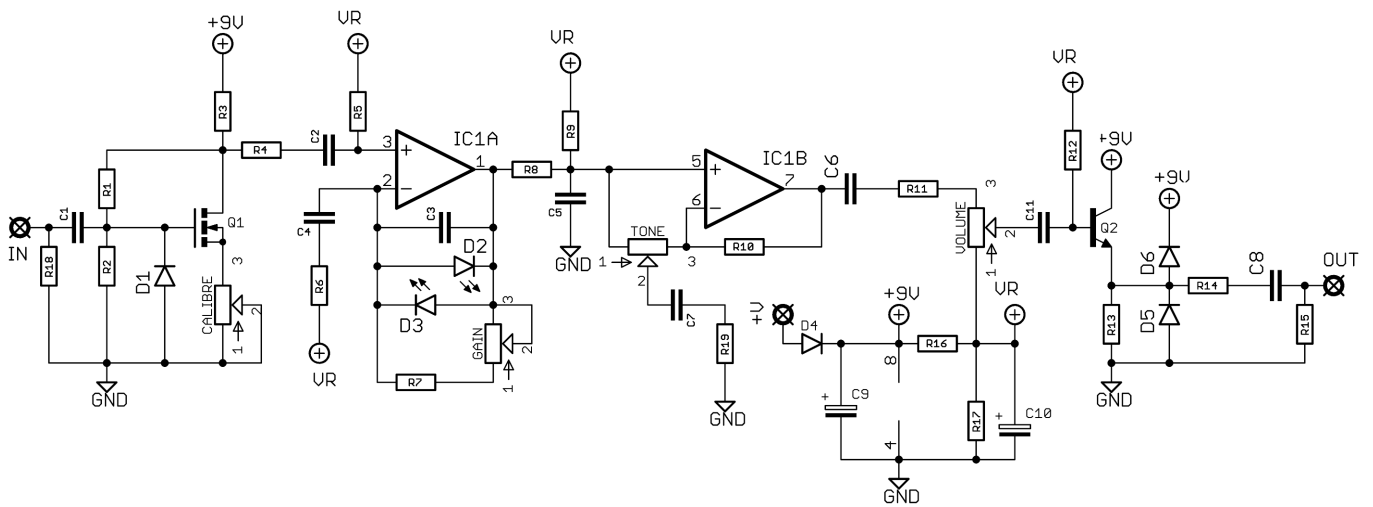 +9V
VR
VR
VR
+9V
+9V
R3
R5
R9
R12
R4
C2
3
IC1A
1
2
R8
5
IC1B
7
6
C6
R11
3
R1
C1
Q1
C3
C5
GND
TONE
1
3
2
R10
VOLUME
2
1
C11
Q2
IN
R18
R2
D1
C4
D2
D6
R14
C8
OUT
CALIBRE
3
2
1
R6
VR
D3
3
GAIN
2
1
C7
R19
+V
D4
+9V
VR
R16
8
R13
D5
R15
GND
R7
GND
C9
+
4
R17
+
C10
GND
GND